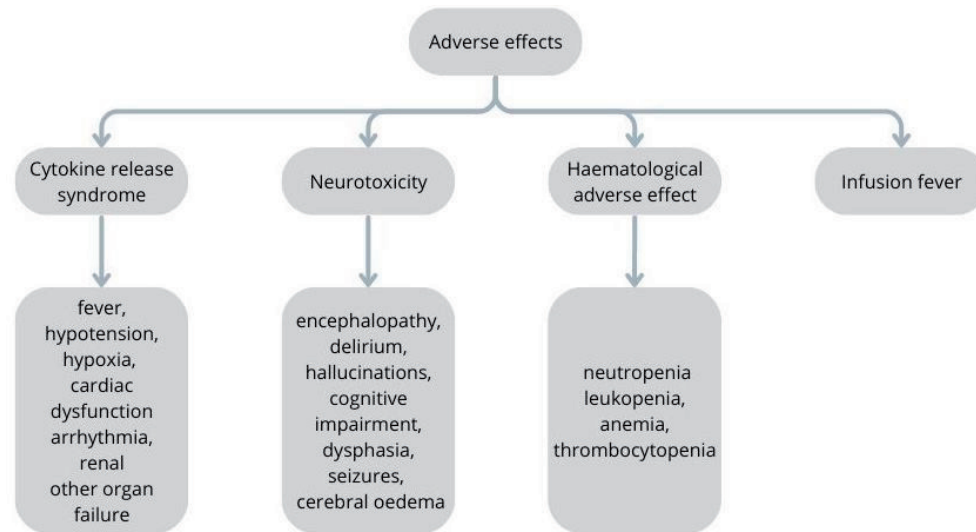 Adverse effects
Cytokine release
syndrome
Neurotoxicity
Haematological
adverse effect
Infusion fever
fever,
hypotension,
hypoxia,
cardiac
dysfunction
arrhythmia,
renal
other organ
failure
encephalopathy,
delirium,
hallucinations,
cognitive
impairment,
dysphasia,
seizures,
cerebral oedema
neutropenia
leukopenia,
anemia,
thrombocytopenia